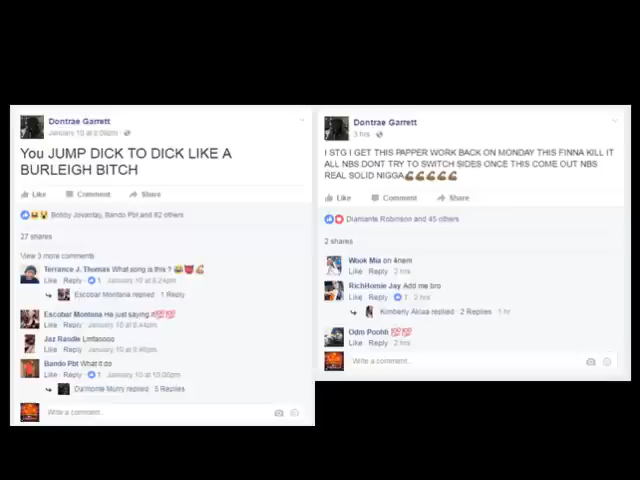 Dontrae Garrett
January 10 at 8:09pm
You JUMP DICK TO DICK LIKE A
BURLEIGH BITCH
Like Comment Share
Bobby Jovantay, Bando Pbt and 82 others
27 shares
View 3 more comments
Terrance J. Thomas What song is this ? 😂😈💪
Like · Reply · 1 · January 10 at 8:24pm
Escobar Montana replied · 1 Reply
Escobar Montana He just saying it💯💯
Like · Reply · January 10 at 8:44pm
Jaz Randle Lmfaoooo
Like · Reply · January 10 at 8:46pm
Bando Pbt What it do
Like · Reply · 1 · January 10 at 10:00pm
Da'monte Murry replied · 5 Replies
Write a comment...
Dontrae Garrett
3 hrs
I STG I GET THIS PAPPER WORK BACK ON MONDAY THIS FINNA KILL IT
ALL NBS DONT TRY TO SWITCH SIDES ONCE THIS COME OUT NBS
REAL SOLID NIGGA💪🏾💪🏾💪🏾💪🏾💪🏾
Like Comment Share
Diamante Robinson and 45 others
2 shares
Wook Mia on 4nem
Like · Reply · 2 hrs
RichHomie Jay Add me bro
Like · Reply · 1 · 2 hrs
Kimberly Akiaa replied · 2 Replies · 1 hr
Odm Poohh 💯💯
Like · Reply · 2 hrs
Write a comment...